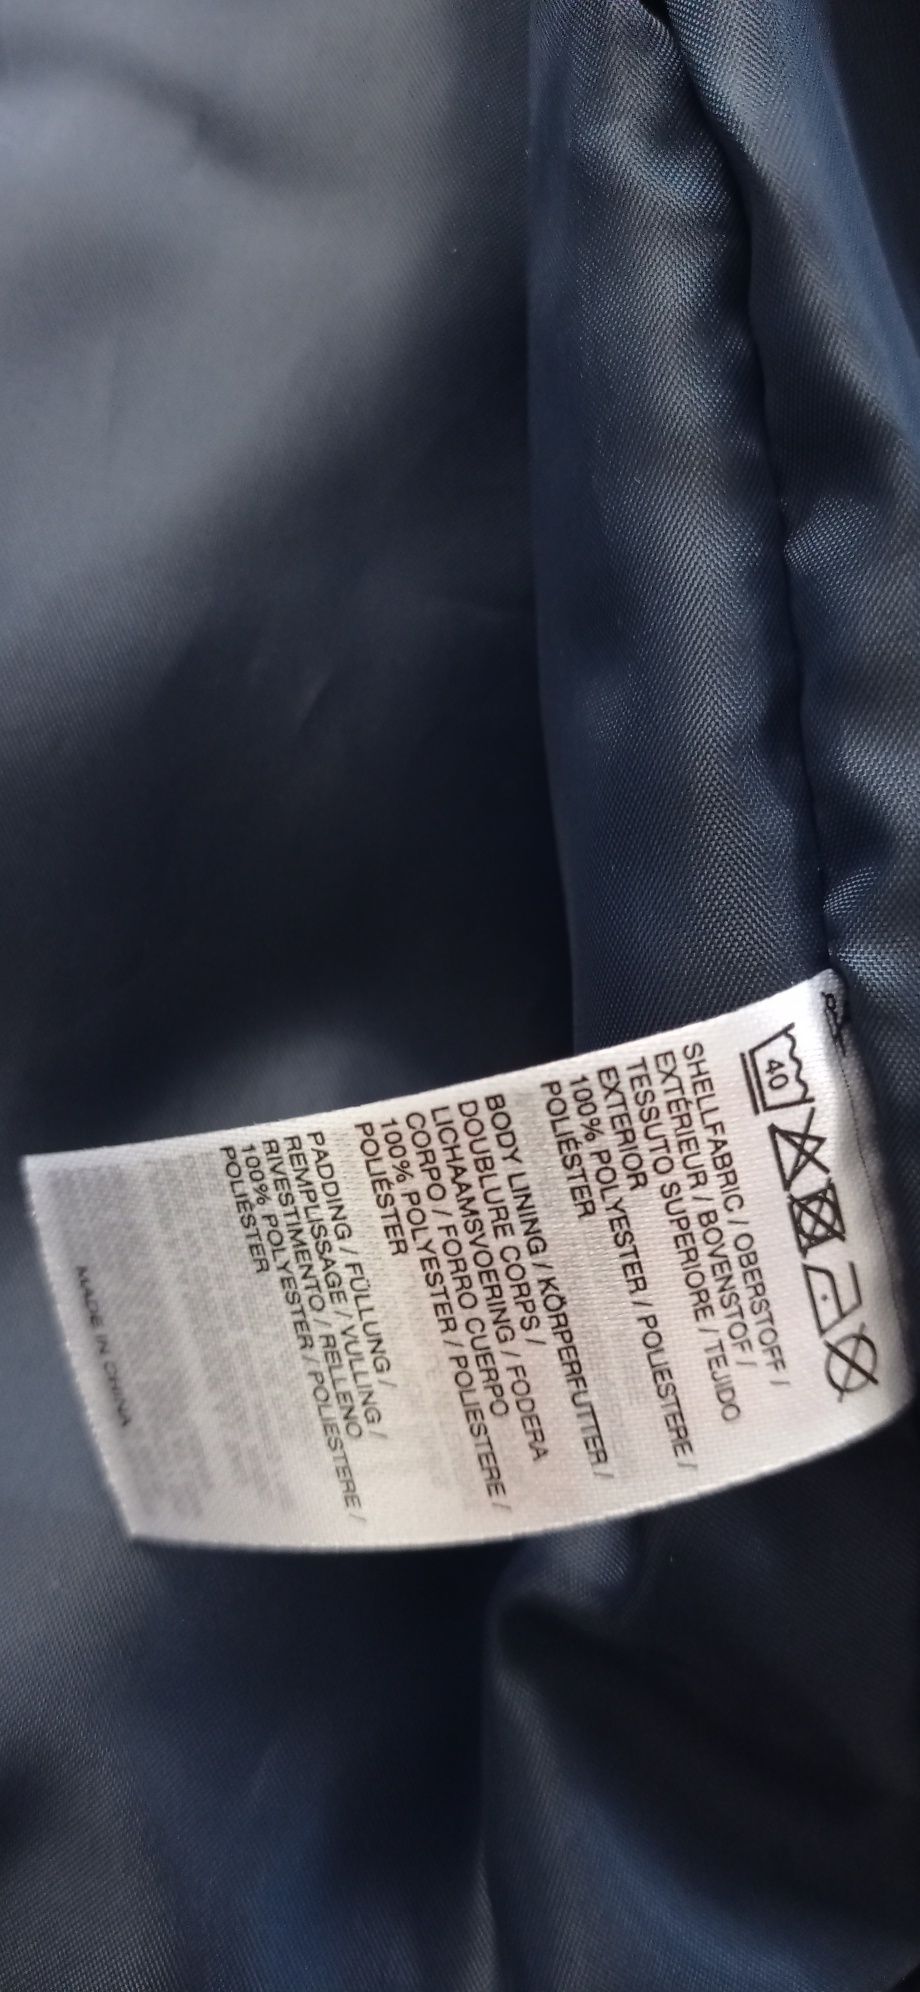 40
SHELLFABRIC / OBERSTOFF /
EXTÉRIEUR / BOVENSTOF /
TESSUTO SUPERIORE / TEJIDO
EXTERIOR
100% POLYESTER / POLIESTERE /
POLIÉSTER
BODY LINING / KÖRPERFUTTER /
DOUBLURE CORPS /
LICHAAMSVOERING / FODERA
CORPO / FORRO CUERPO
100% POLYESTER / POLIESTERE /
POLIÉSTER
PADDING / FÜLLUNG /
REMPLISSAGE / VULLING /
RIVESTIMENTO / RELLENO
100% POLYESTER / POLIESTERE /
POLIÉSTER
MADE IN CHINA